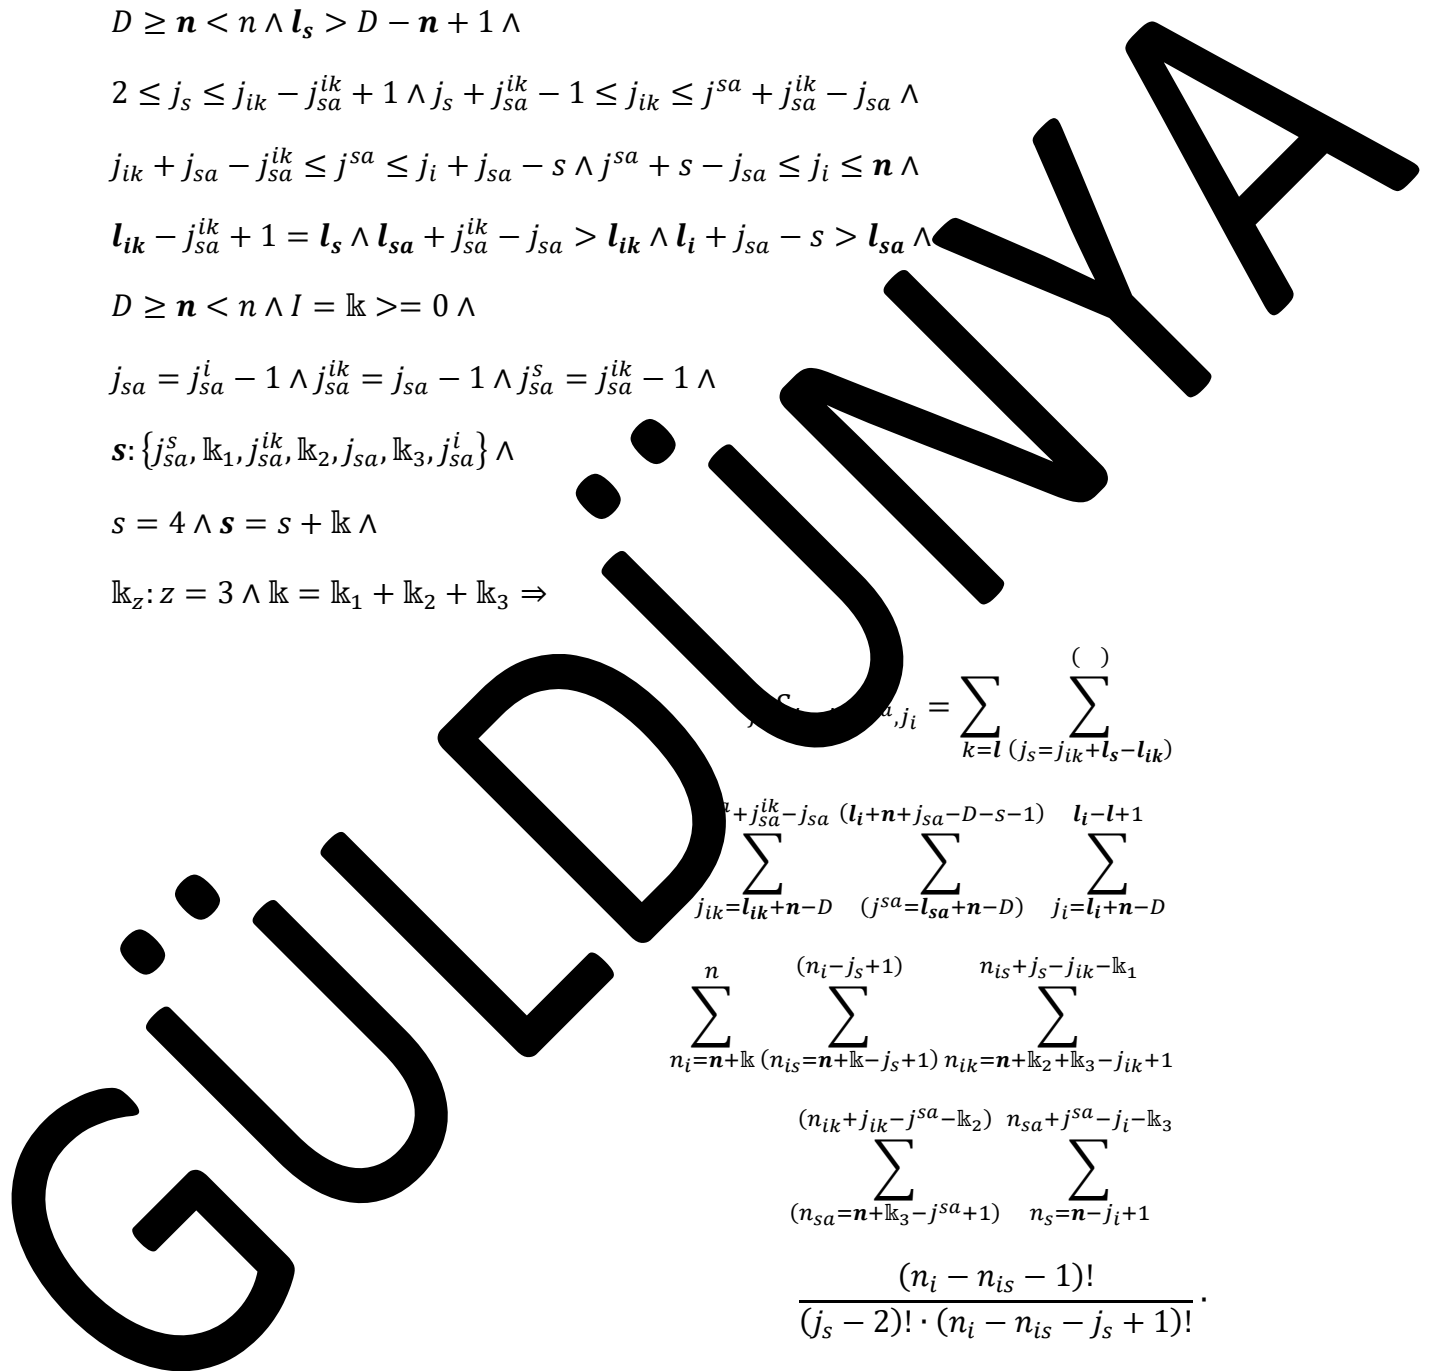 D ≥ 𝒏 < n ∧ 𝒍_𝒔 > D − 𝒏 + 1 ∧
2 ≤ j_s ≤ j_{ik} − j_{sa}^{ik} + 1 ∧ j_s + j_{sa}^{ik} − 1 ≤ j_{ik} ≤ j^{sa} + j_{sa}^{ik} − j_{sa} ∧
j_{ik} + j_{sa} − j_{sa}^{ik} ≤ j^{sa} ≤ j_i + j_{sa} − s ∧ j^{sa} + s − j_{sa} ≤ j_i ≤ 𝒏 ∧
𝒍_{𝒊𝒌} − j_{sa}^{ik} + 1 = 𝒍_𝒔 ∧ 𝒍_{𝒔𝒂} + j_{sa}^{ik} − j_{sa} > 𝒍_{𝒊𝒌} ∧ 𝒍_𝒊 + j_{sa} − s > 𝒍_{𝒔𝒂} ∧
D ≥ 𝒏 < n ∧ I = 𝕜 >= 0 ∧
j_{sa} = j_{sa}^i − 1 ∧ j_{sa}^{ik} = j_{sa} − 1 ∧ j_{sa}^s = j_{sa}^{ik} − 1 ∧
𝒔: {j_{sa}^s, 𝕜_1, j_{sa}^{ik}, 𝕜_2, j_{sa}, 𝕜_3, j_{sa}^i} ∧
s = 4 ∧ 𝒔 = s + 𝕜 ∧
𝕜_z: z = 3 ∧ 𝕜 = 𝕜_1 + 𝕜_2 + 𝕜_3 ⇒
,j_i = ∑_{k=𝒍} ∑_{(j_s=j_{ik}+𝒍_𝒔−𝒍_{𝒊𝒌})}^{( )}
∑_{j_{ik}=𝒍_{𝒊𝒌}+𝒏−D}^{+j_{sa}^{ik}−j_{sa}} ∑_{(j^{sa}=𝒍_{𝒔𝒂}+𝒏−D)}^{(𝒍_𝒊+𝒏+j_{sa}−D−s−1)} ∑_{j_i=𝒍_𝒊+𝒏−D}^{𝒍_𝒊−𝒍+1}
∑_{n_i=𝒏+𝕜}^{n} ∑_{(n_{is}=𝒏+𝕜−j_s+1)}^{(n_i−j_s+1)} ∑_{n_{ik}=𝒏+𝕜_2+𝕜_3−j_{ik}+1}^{n_{is}+j_s−j_{ik}−𝕜_1}
∑_{(n_{sa}=𝒏+𝕜_3−j^{sa}+1)}^{(n_{ik}+j_{ik}−j^{sa}−𝕜_2)} ∑_{n_s=𝒏−j_i+1}^{n_{sa}+j^{sa}−j_i−𝕜_3}
(n_i − n_{is} − 1)!
(j_s − 2)! · (n_i − n_{is} − j_s + 1)! ·
GÜLDÜNYA